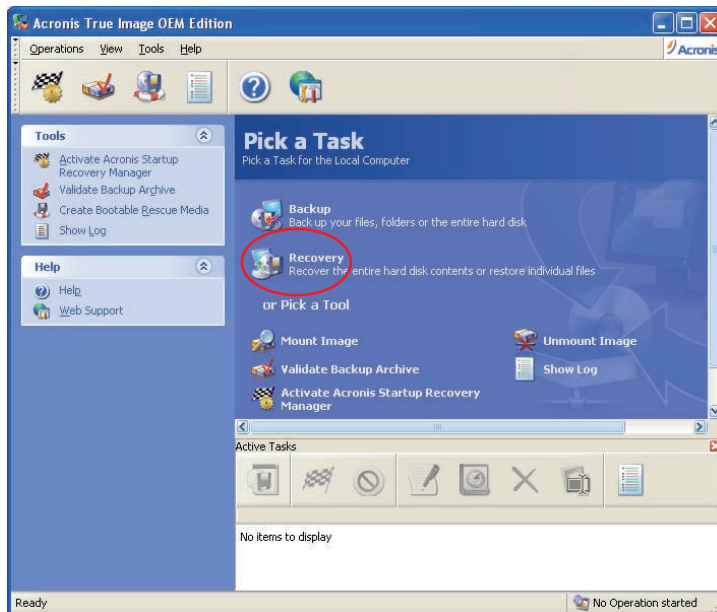 Acronis True Image OEM Edition
Operations View Tools Help
Acronis
Tools
Activate Acronis Startup
Recovery Manager
Validate Backup Archive
Create Bootable Rescue Media
Show Log
Help
Help
Web Support
Pick a Task
Pick a Task for the Local Computer
Backup
Back up your files, folders or the entire hard disk
Recovery
Recover the entire hard disk contents or restore individual files
or Pick a Tool
Mount Image
Unmount Image
Validate Backup Archive
Show Log
Activate Acronis Startup Recovery
Manager
Active Tasks
No items to display
Ready
No Operation started